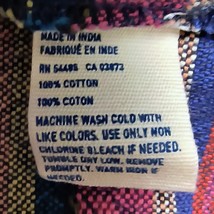 MADE IN INDIA
FABRIQUÉ EN INDE
RN 54485 CA 03873
100% COTTON
100% COTON
MACHINE WASH COLD WITH
LIKE COLORS. USE ONLY NON
CHLORINE BLEACH IF NEEDED.
TUMBLE DRY LOW. REMOVE
PROMPTLY. WARM IRON IF
NEEDED.